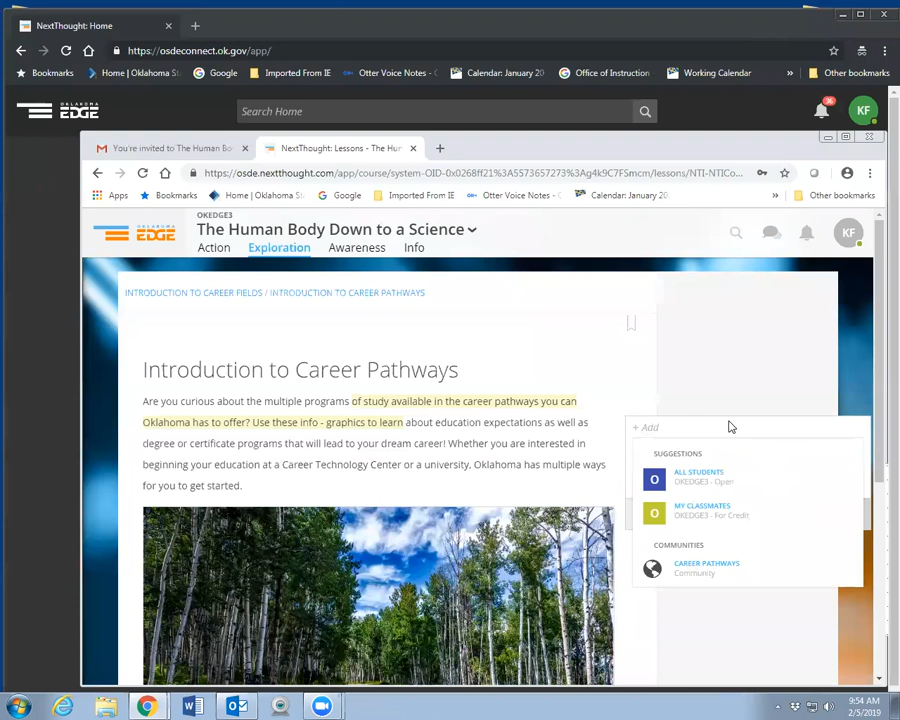 NextThought: Home
https://osdeconnect.ok.gov/app/
Bookmarks Home | Oklahoma St Google Imported From IE Otter Voice Notes - C Calendar: January 20 Office of Instruction Working Calendar » Other bookmarks
OKLAHOMA
EDGE
Search Home
36
KF
You're invited to The Human Bo NextThought: Lessons - The Hum
https://osde.nextthought.com/app/course/system-OID-0x0268ff21%3A5573657273%3Ag4k9C7FSmcm/lessons/NTI-NTICo...
Apps Bookmarks Home | Oklahoma St Google Imported From IE Otter Voice Notes - C Calendar: January 20 » Other bookmarks
OKLAHOMA
EDGE
OKEDGE3
The Human Body Down to a Science
Action Exploration Awareness Info
KF
INTRODUCTION TO CAREER FIELDS / INTRODUCTION TO CAREER PATHWAYS
Introduction to Career Pathways
Are you curious about the multiple programs of study available in the career pathways you can
Oklahoma has to offer? Use these info - graphics to learn about education expectations as well as
degree or certificate programs that will lead to your dream career! Whether you are interested in
beginning your education at a Career Technology Center or a university, Oklahoma has multiple ways
for you to get started.
+ Add
SUGGESTIONS
O ALL STUDENTS
OKEDGE3 - Open
O MY CLASSMATES
OKEDGE3 - For Credit
COMMUNITIES
CAREER PATHWAYS
Community
9:54 AM
2/5/2019